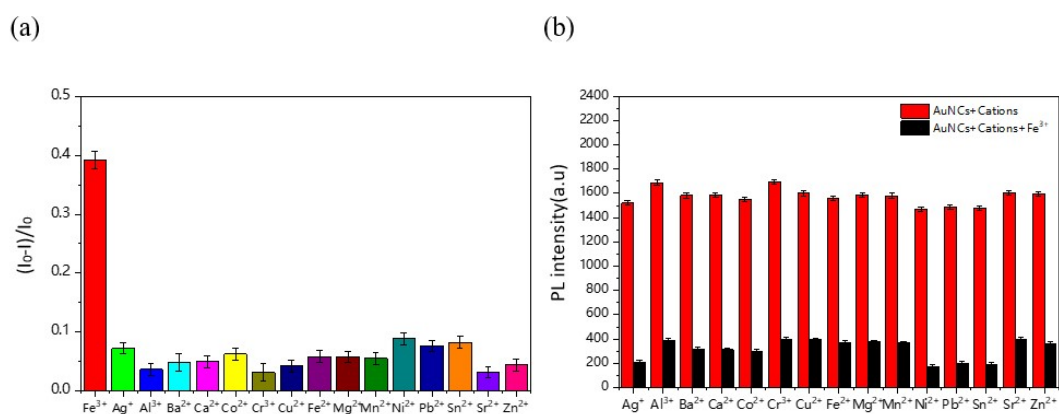 (a)
(b)
0.5
0.4
0.3
0.2
0.1
0.0
(I₀-I)/I₀
Fe³⁺ Ag⁺ Al³⁺ Ba²⁺ Ca²⁺ Co²⁺ Cr³⁺ Cu²⁺ Fe²⁺ Mg²⁺ Mn²⁺ Ni²⁺ Pb²⁺ Sn²⁺ Sr²⁺ Zn²⁺
2400
2200
2000
1800
1600
1400
1200
1000
800
600
400
200
0
PL intensity(a.u)
AuNCs+Cations
AuNCs+Cations+Fe³⁺
Ag⁺ Al³⁺ Ba²⁺ Ca²⁺ Co²⁺ Cr³⁺ Cu²⁺ Fe²⁺ Mg²⁺ Mn²⁺ Ni²⁺ Pb²⁺ Sn²⁺ Sr²⁺ Zn²⁺